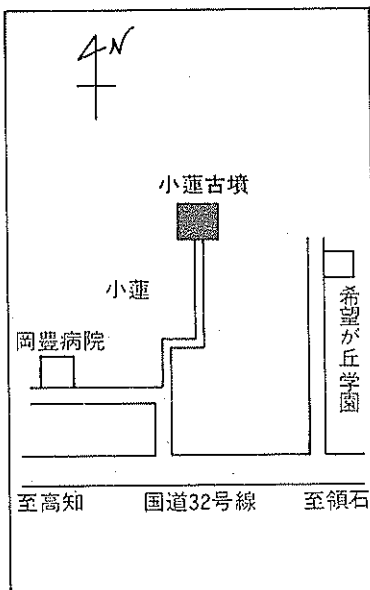 N
小蓮古墳
小蓮
岡豊病院
希望が丘学園
至高知
国道32号線
至領石